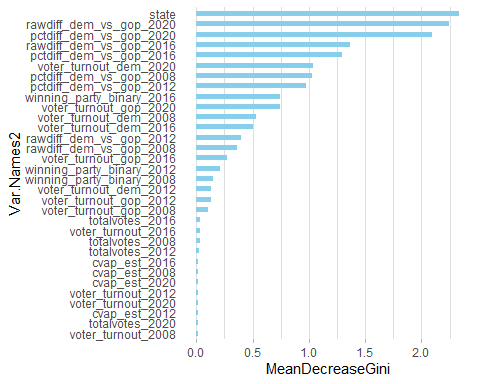 state
rawdiff_dem_vs_gop_2020
pctdiff_dem_vs_gop_2020
rawdiff_dem_vs_gop_2016
pctdiff_dem_vs_gop_2016
voter_turnout_dem_2020
pctdiff_dem_vs_gop_2008
pctdiff_dem_vs_gop_2012
winning_party_binary_2016
voter_turnout_gop_2020
voter_turnout_dem_2008
voter_turnout_dem_2016
rawdiff_dem_vs_gop_2012
rawdiff_dem_vs_gop_2008
voter_turnout_gop_2016
winning_party_binary_2012
winning_party_binary_2008
voter_turnout_dem_2012
voter_turnout_gop_2012
voter_turnout_gop_2008
totalvotes_2016
voter_turnout_2016
totalvotes_2008
totalvotes_2012
cvap_est_2016
cvap_est_2008
cvap_est_2020
voter_turnout_2012
voter_turnout_2020
cvap_est_2012
totalvotes_2020
voter_turnout_2008
Var.Names2
0.0 0.5 1.0 1.5 2.0
MeanDecreaseGini